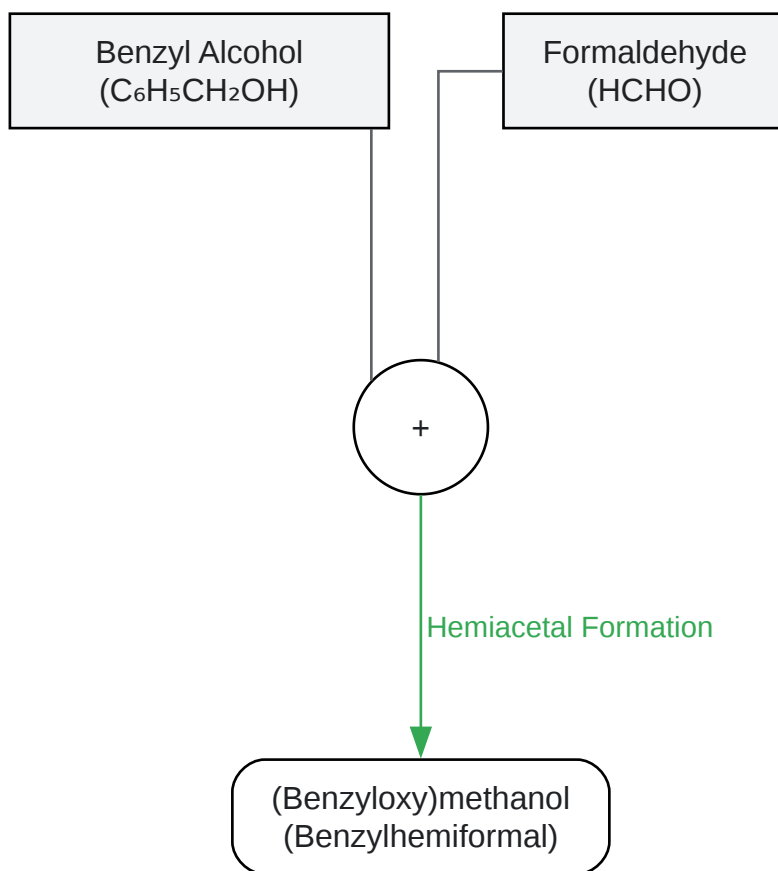 Benzyl Alcohol
(C₆H₅CH₂OH)
Formaldehyde
(HCHO)
+
Hemiacetal Formation
(Benzyloxy)methanol
(Benzylhemiformal)